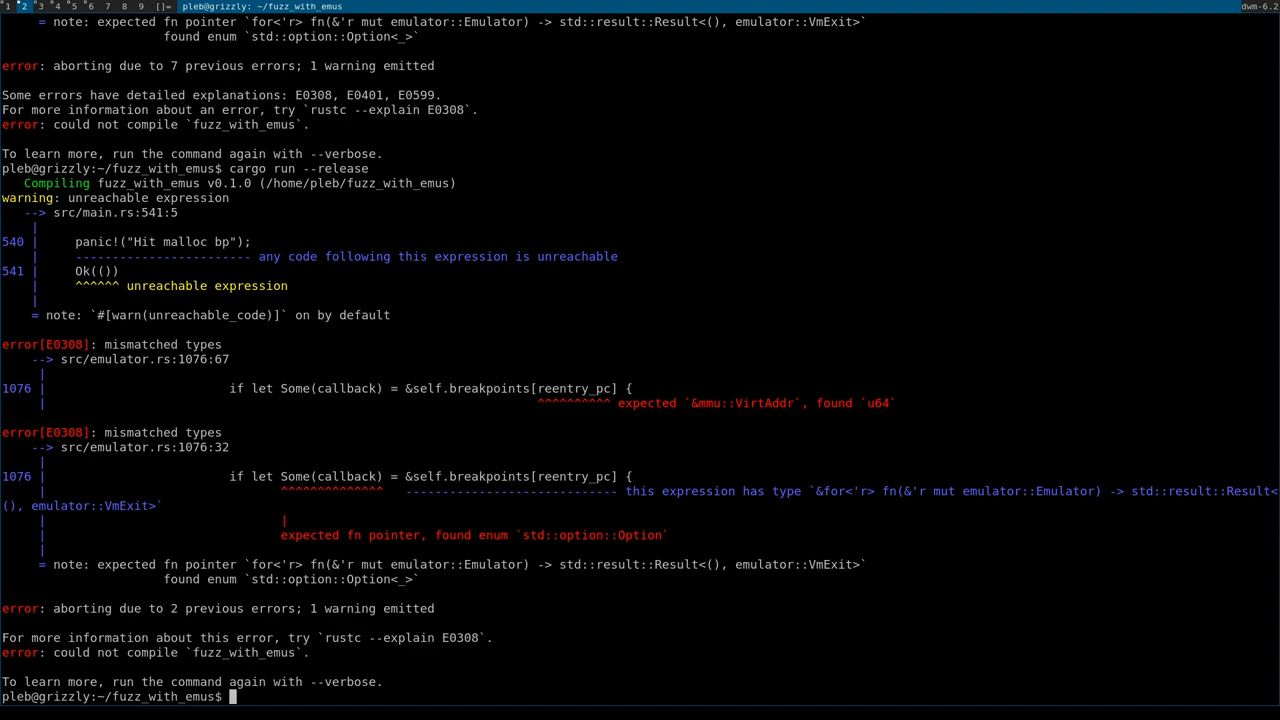 1 2 3 4 5 6 7 8 9 []= pleb@grizzly: ~/fuzz_with_emus dwm-6.2
= note: expected fn pointer `for<'r> fn(&'r mut emulator::Emulator) -> std::result::Result<(), emulator::VmExit>`
found enum `std::option::Option<_>`
error: aborting due to 7 previous errors; 1 warning emitted
Some errors have detailed explanations: E0308, E0401, E0599.
For more information about an error, try `rustc --explain E0308`.
error: could not compile `fuzz_with_emus`.
To learn more, run the command again with --verbose.
pleb@grizzly:~/fuzz_with_emus$ cargo run --release
Compiling fuzz_with_emus v0.1.0 (/home/pleb/fuzz_with_emus)
warning: unreachable expression
--> src/main.rs:541:5
|
540 | panic!("Hit malloc bp");
| ------------------------ any code following this expression is unreachable
541 | Ok(())
| ^^^^^^ unreachable expression
|
= note: `#[warn(unreachable_code)]` on by default
error[E0308]: mismatched types
--> src/emulator.rs:1076:67
|
1076 | if let Some(callback) = &self.breakpoints[reentry_pc] {
| ^^^^^^^^^^ expected `&mmu::VirtAddr`, found `u64`
error[E0308]: mismatched types
--> src/emulator.rs:1076:32
|
1076 | if let Some(callback) = &self.breakpoints[reentry_pc] {
| ^^^^^^^^^^^^^^ ----------------------------- this expression has type `&for<'r> fn(&'r mut emulator::Emulator) -> std::result::Result<
(), emulator::VmExit>`
| |
| expected fn pointer, found enum `std::option::Option`
|
= note: expected fn pointer `for<'r> fn(&'r mut emulator::Emulator) -> std::result::Result<(), emulator::VmExit>`
found enum `std::option::Option<_>`
error: aborting due to 2 previous errors; 1 warning emitted
For more information about this error, try `rustc --explain E0308`.
error: could not compile `fuzz_with_emus`.
To learn more, run the command again with --verbose.
pleb@grizzly:~/fuzz_with_emus$